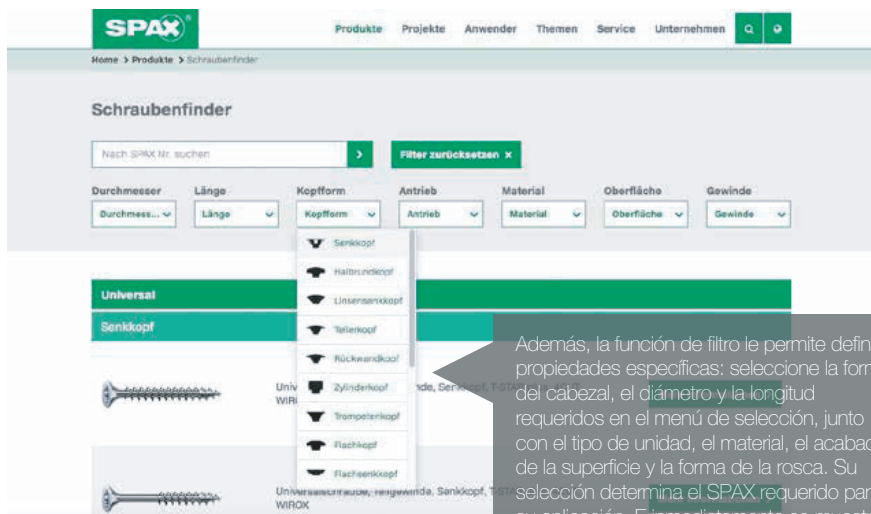 SPAX®
Produkte Projekte Anwender Themen Service Unternehmen
Home > Produkte > Schraubenfinder
Schraubenfinder
Nach SPAX Nr. suchen
Filter zurücksetzen ×
Durchmesser Länge Kopfform Antrieb Material Oberfläche Gewinde
Durchmess... Länge Kopfform Antrieb Material Oberfläche Gewinde
Senkkopf
Halbrundkopf
Linsensenkkopf
Tellerkopf
Rückwandkopf
Zylinderkopf
Trompetenkopf
Flachkopf
Flachsenkkopf
Universal
Senkkopf
Univ nde, Senkkopf, T-STAR
WIR
Universalschraube, Teilgewinde, Senkkopf, T-STAR
WIROX
Además, la función de filtro le permite defin
propiedades específicas: seleccione la for
del cabezal, el diámetro y la longitud
requeridos en el menú de selección, junto
con el tipo de unidad, el material, el acabad
de la superficie y la forma de la rosca. Su
selección determina el SPAX requerido par